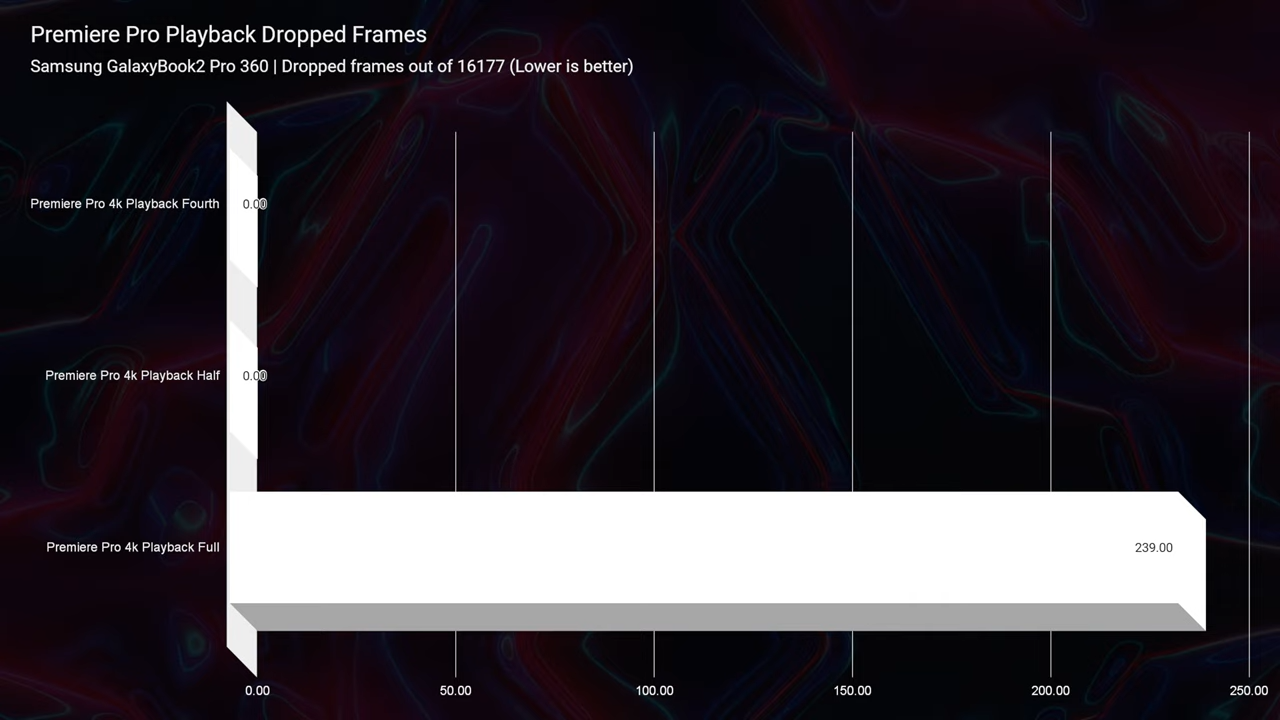 Premiere Pro Playback Dropped Frames
Samsung GalaxyBook2 Pro 360 | Dropped frames out of 16177 (Lower is better)
Premiere Pro 4k Playback Fourth
0.00
Premiere Pro 4k Playback Half
0.00
Premiere Pro 4k Playback Full
239.00
0.00 50.00 100.00 150.00 200.00 250.00